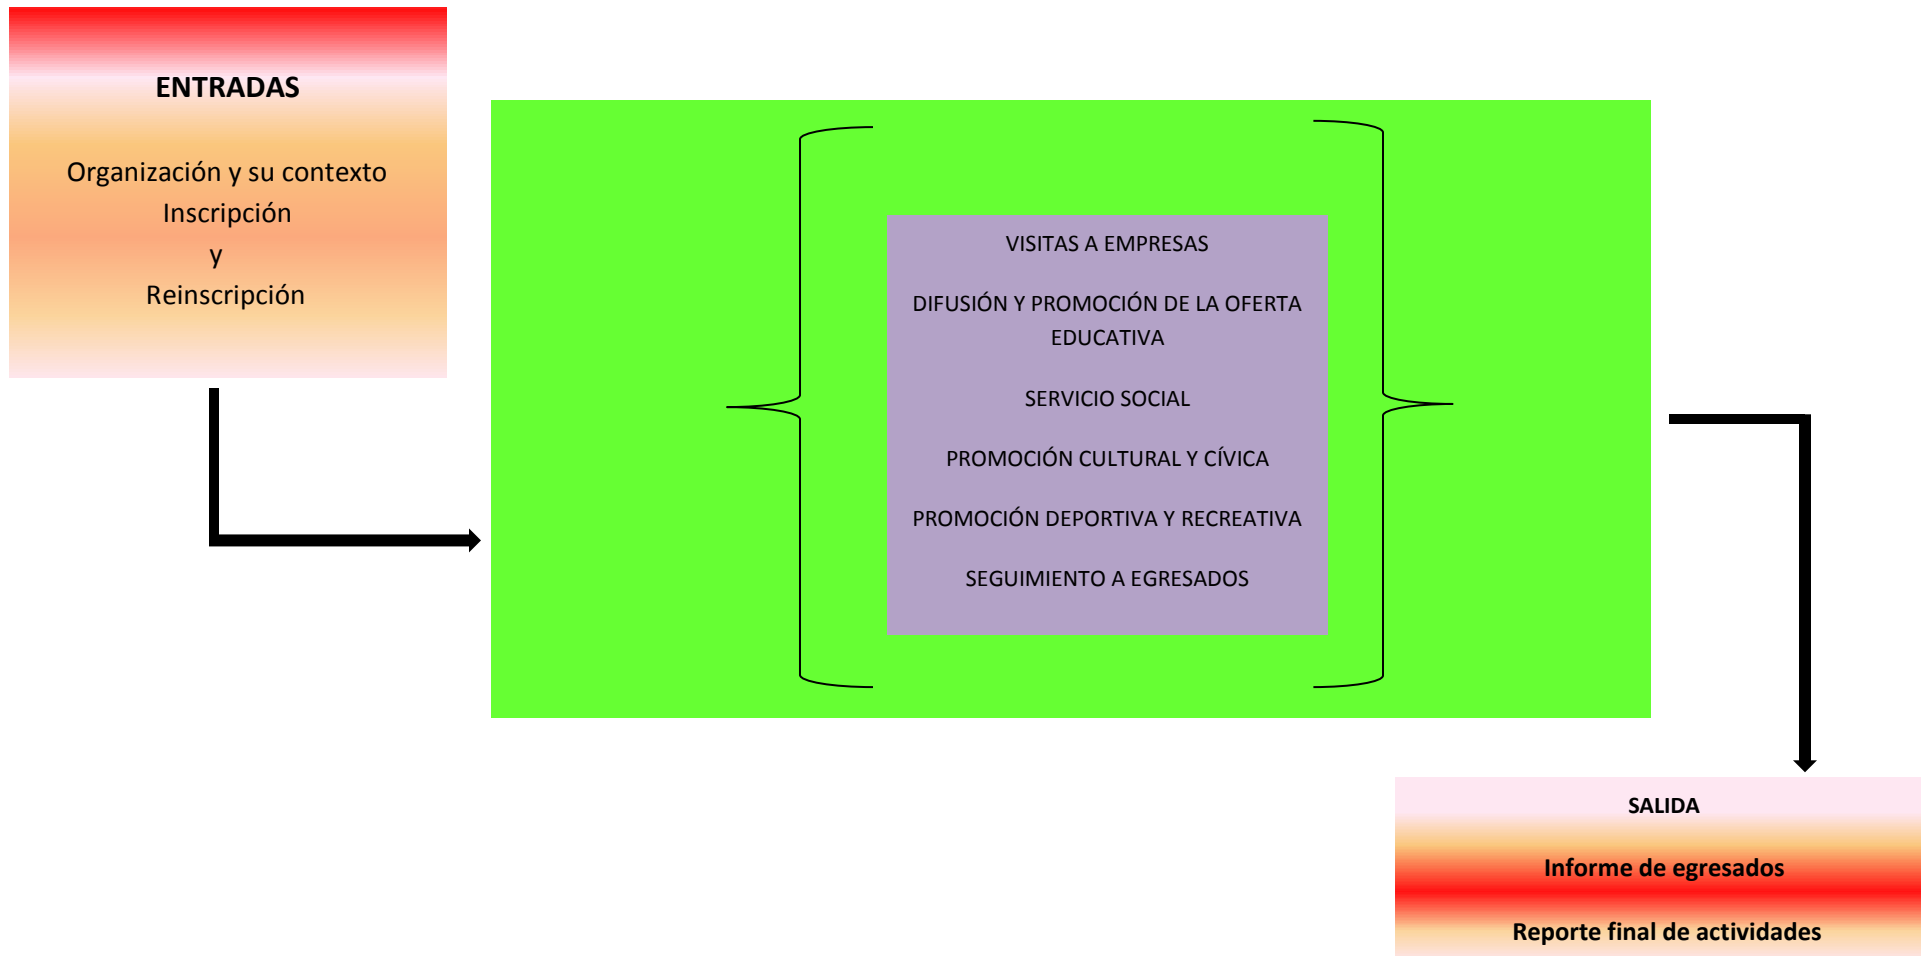 ENTRADAS
Organización y su contexto
Inscripción
y
Reinscripción
VISITAS A EMPRESAS
DIFUSIÓN Y PROMOCIÓN DE LA OFERTA
EDUCATIVA
SERVICIO SOCIAL
PROMOCIÓN CULTURAL Y CÍVICA
PROMOCIÓN DEPORTIVA Y RECREATIVA
SEGUIMIENTO A EGRESADOS
SALIDA
Informe de egresados
Reporte final de actividades